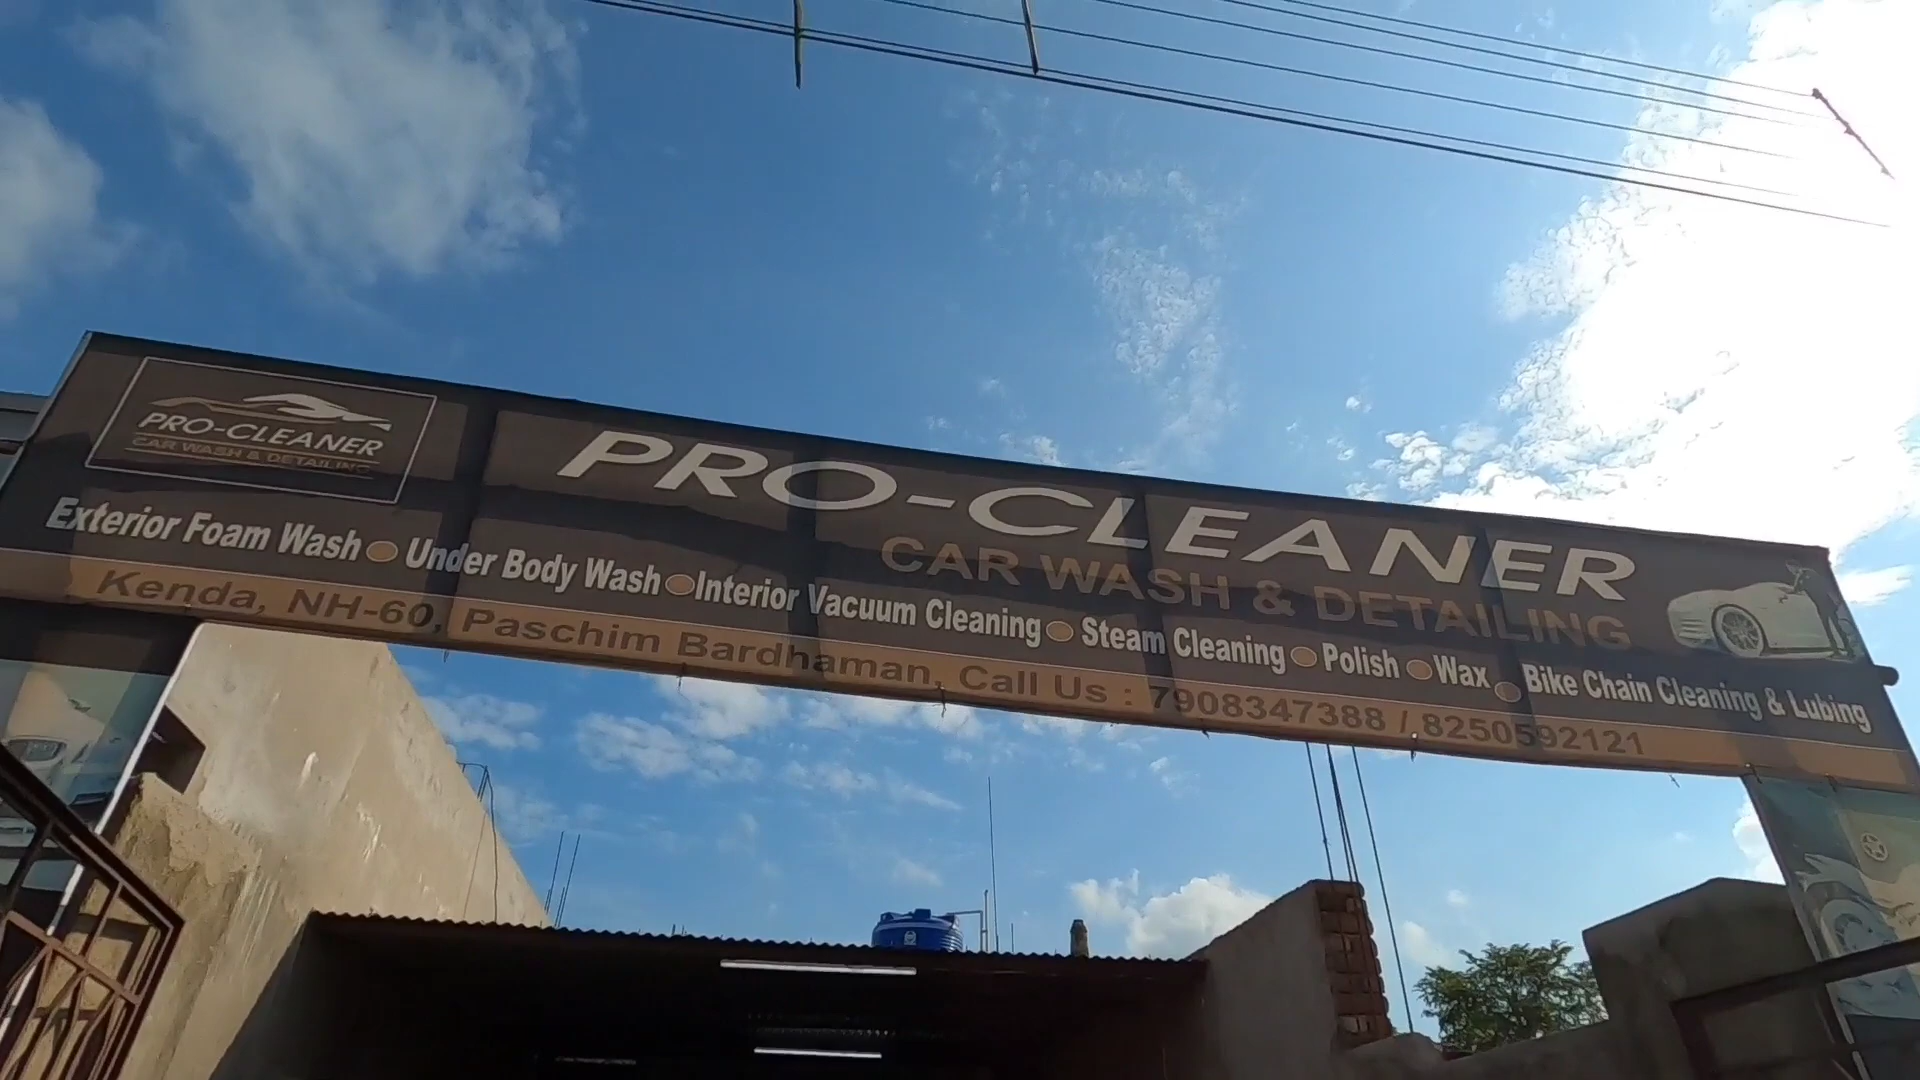 PRO-CLEANER
CAR WASH & DETAILING
PRO-CLEANER
CAR WASH & DETAILING
Exterior Foam Wash ● Under Body Wash ● Interior Vacuum Cleaning ● Steam Cleaning ● Polish ● Wax ● Bike Chain Cleaning & Lubing
Kenda, NH-60, Paschim Bardhaman, Call Us : 7908347388 / 8250592121